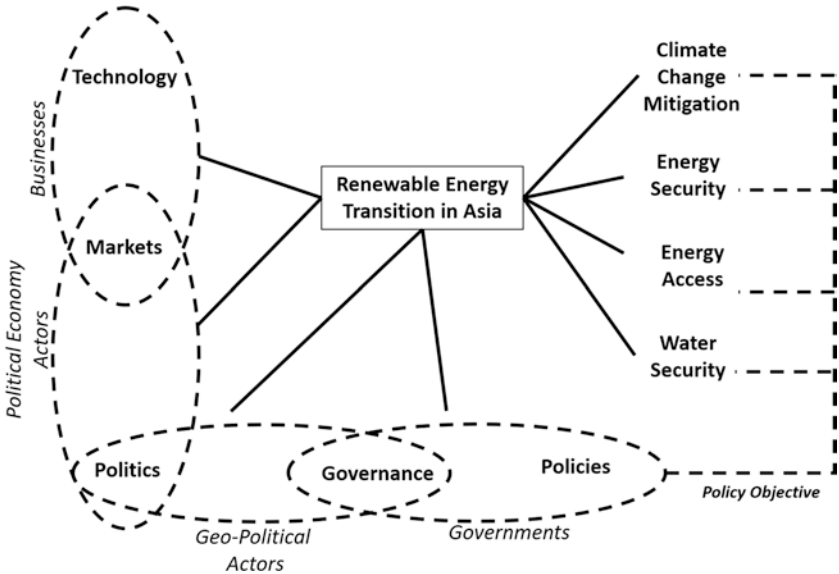 Technology
Businesses
Markets
Political Economy
Actors
Renewable Energy
Transition in Asia
Climate
Change
Mitigation
Energy
Security
Energy
Access
Water
Security
Politics
Governance
Policies
Policy Objective
Geo-Political
Actors
Governments